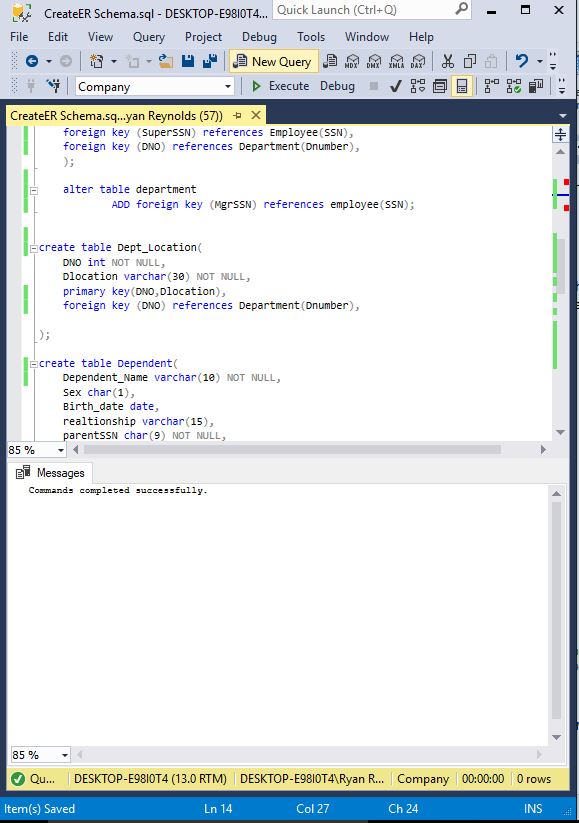 CreateER Schema.sql - DESKTOP-E98I0T4...
Quick Launch (Ctrl+Q)
File Edit View Query Project Debug Tools Window Help
New Query MDX DMX XMLA DAX
Company Execute Debug
CreateER Schema.sq...yan Reynolds (57))
foreign key (SuperSSN) references Employee(SSN),
foreign key (DNO) references Department(Dnumber),
);
alter table department
ADD foreign key (MgrSSN) references employee(SSN);
create table Dept_Location(
DNO int NOT NULL,
Dlocation varchar(30) NOT NULL,
primary key(DNO,Dlocation),
foreign key (DNO) references Department(Dnumber),
);
create table Dependent(
Dependent_Name varchar(10) NOT NULL,
Sex char(1),
Birth_date date,
realtionship varchar(15),
parentSSN char(9) NOT NULL,
85 %
Messages
Commands completed successfully.
85 %
Qu... DESKTOP-E98I0T4 (13.0 RTM) DESKTOP-E98I0T4\Ryan R... Company 00:00:00 0 rows
Item(s) Saved Ln 14 Col 27 Ch 24 INS